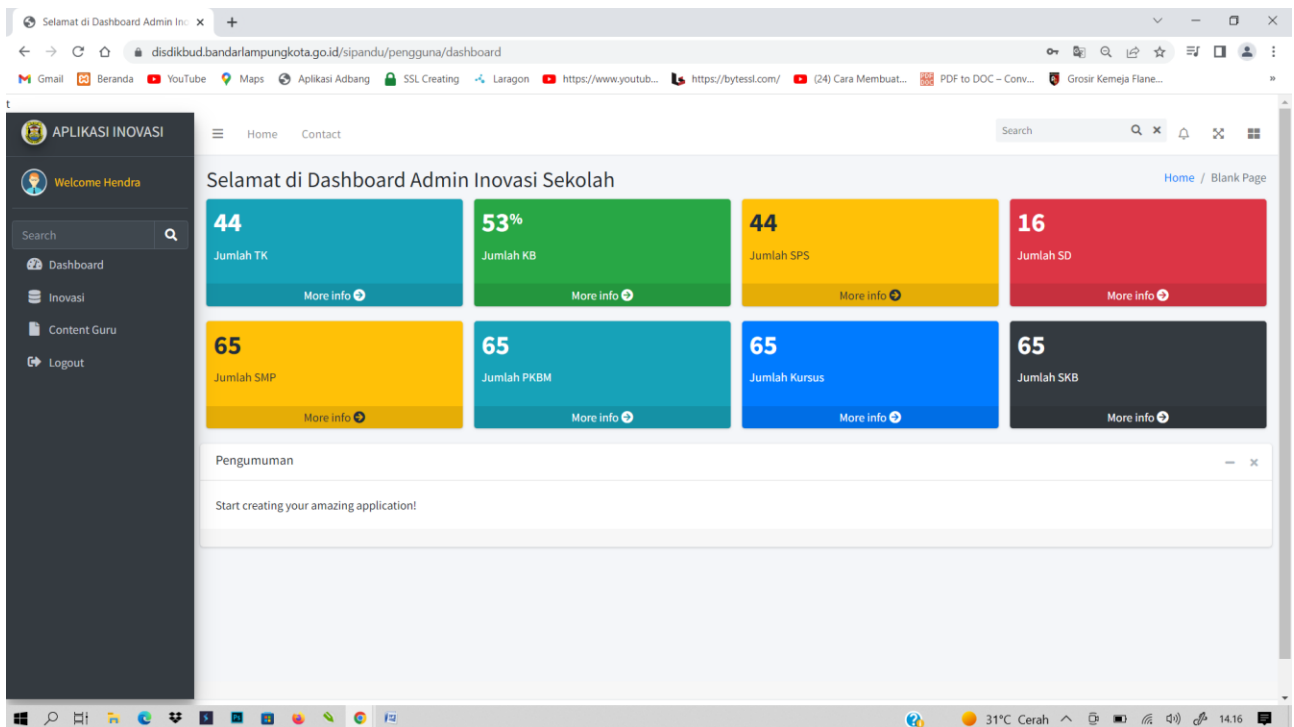 Selamat di Dashboard Admin Ino
disdikbud.bandarlampungkota.go.id/sipandu/pengguna/dashboard
Gmail Beranda YouTube Maps Aplikasi Adbang SSL Creating Laragon https://www.youtub... https://bytessl.com/ (24) Cara Membuat... PDF to DOC – Conv... Grosir Kemeja Flane...
t
APLIKASI INOVASI
Home Contact
Search
Welcome Hendra
Selamat di Dashboard Admin Inovasi Sekolah
Home / Blank Page
Search
Dashboard
Inovasi
Content Guru
Logout
44
Jumlah TK
More info
53%
Jumlah KB
More info
44
Jumlah SPS
More info
16
Jumlah SD
More info
65
Jumlah SMP
More info
65
Jumlah PKBM
More info
65
Jumlah Kursus
More info
65
Jumlah SKB
More info
Pengumuman
Start creating your amazing application!
31°C Cerah
14.16